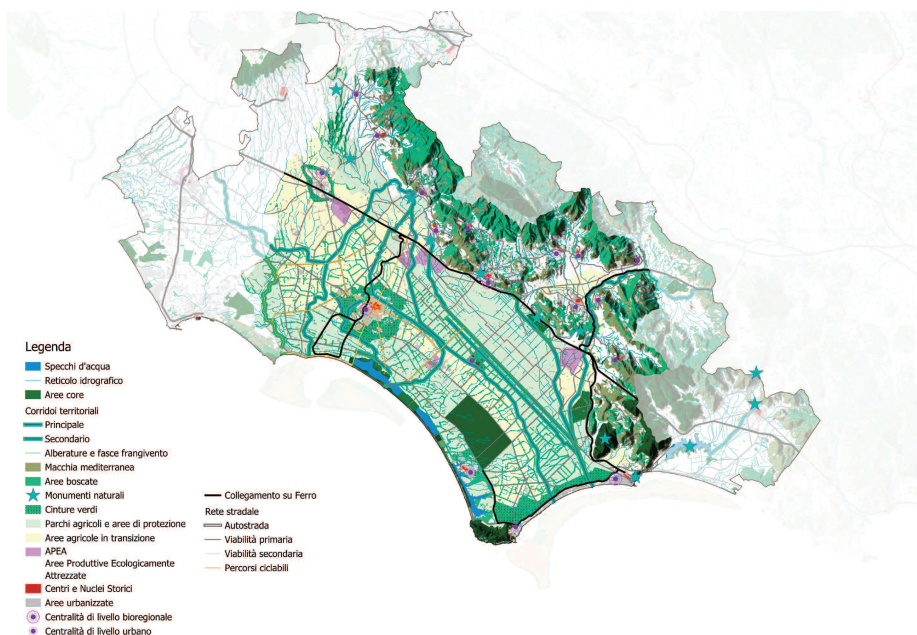 Legenda
Specchi d'acqua
Reticolo idrografico
Aree core
Corridoi territoriali
Principale
Secondario
Alberature e fasce frangivento
Macchia mediterranea
Aree boscate
Monumenti naturali
Cinture verdi
Parchi agricoli e aree di protezione
Aree agricole in transizione
APEA
Aree Produttive Ecologicamente
Attrezzate
Centri e Nuclei Storici
Aree urbanizzate
Centralità di livello bioregionale
Centralità di livello urbano
Collegamento su Ferro
Rete stradale
Autostrada
Viabilità primaria
Viabilità secondaria
Percorsi ciclabili